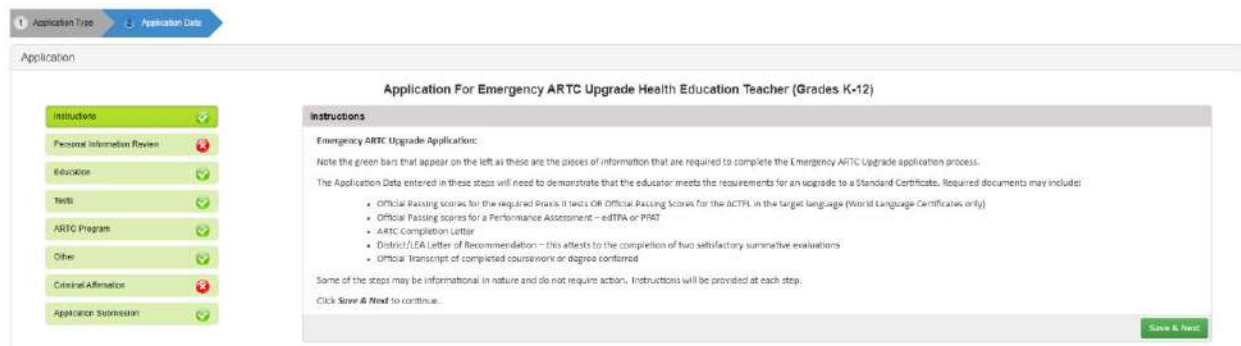 1 Application Type
2 Application Data
Application
Application For Emergency ARTC Upgrade Health Education Teacher (Grades K-12)
Instructions
Personal Information Review
Education
Tests
ARTC Program
Other
Criminal Affirmation
Application Submission
Instructions
Emergency ARTC Upgrade Application:
Note the green bars that appear on the left as these are the pieces of information that are required to complete the Emergency ARTC Upgrade application process.
The Application Data entered in these steps will need to demonstrate that the educator meets the requirements for an upgrade to a Standard Certificate. Required documents may include:
• Official Passing scores for the required Praxis II tests OR Official Passing Scores for the ACTFL in the target language (World Language Certificates only)
• Official Passing scores for a Performance Assessment – edTPA or PPAT
• ARTC Completion Letter
• District/LEA Letter of Recommendation – this attests to the completion of two satisfactory summative evaluations
• Official Transcript of completed coursework or degree conferred
Some of the steps may be informational in nature and do not require action. Instructions will be provided at each step.
Click Save & Next to continue.
Save & Next